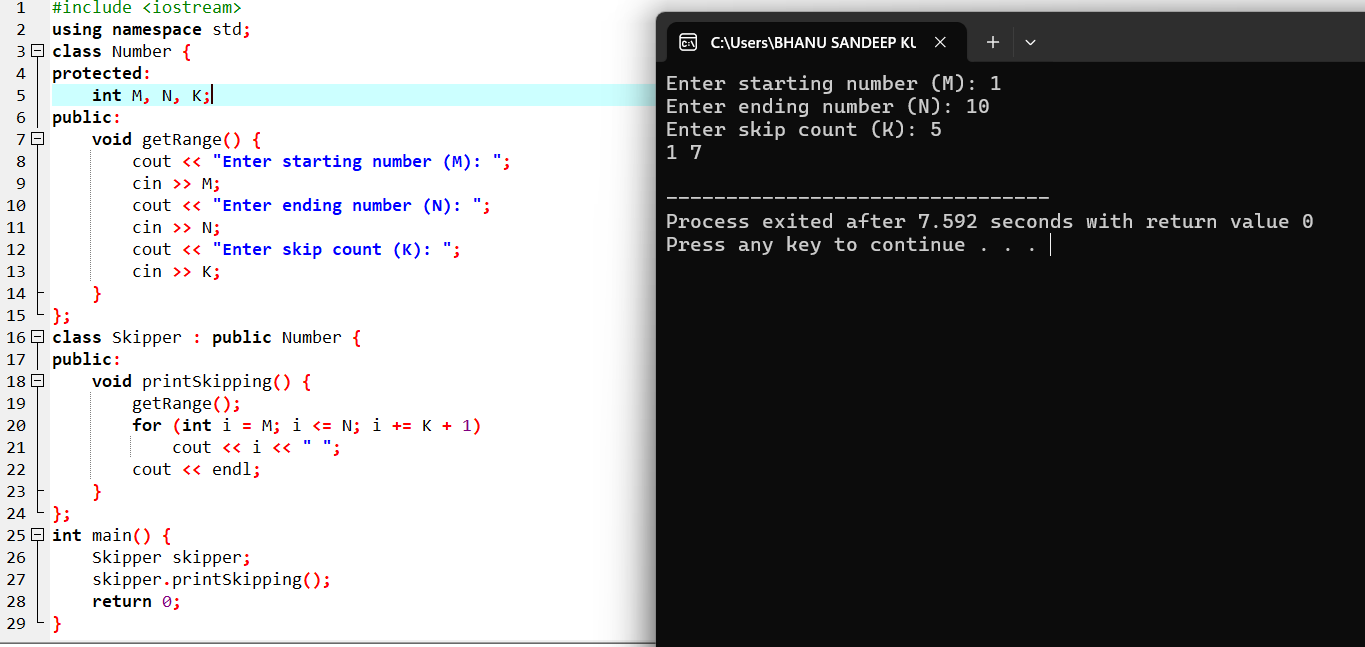 1 #include <iostream>
2 using namespace std;
3 class Number {
4 protected:
5     int M, N, K;
6 public:
7     void getRange() {
8         cout << "Enter starting number (M): ";
9         cin >> M;
10         cout << "Enter ending number (N): ";
11         cin >> N;
12         cout << "Enter skip count (K): ";
13         cin >> K;
14     }
15 };
16 class Skipper : public Number {
17 public:
18     void printSkipping() {
19         getRange();
20         for (int i = M; i <= N; i += K + 1)
21             cout << i << " ";
22         cout << endl;
23     }
24 };
25 int main() {
26     Skipper skipper;
27     skipper.printSkipping();
28     return 0;
29 }
C:\Users\BHANU SANDEEP
Enter starting number (M): 1
Enter ending number (N): 10
Enter skip count (K): 5
1 7
--------------------------------
Process exited after 7.592 seconds with return value 0
Press any key to continue . . .